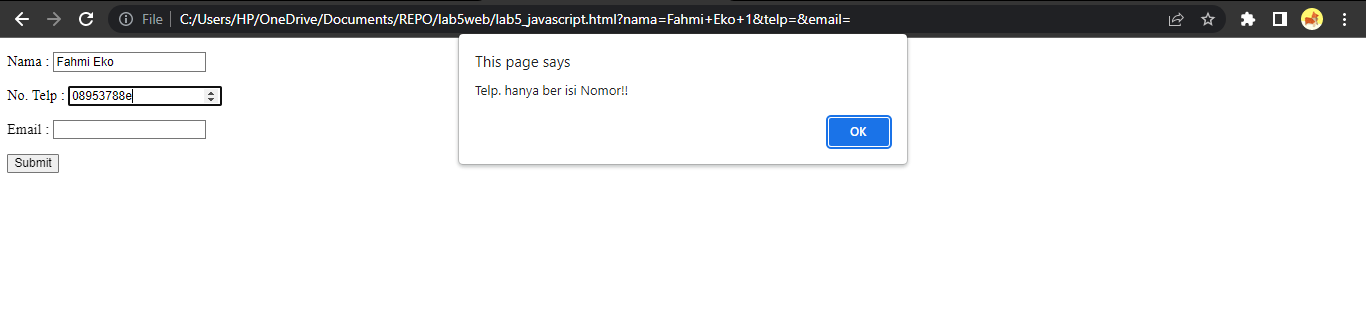 File C:/Users/HP/OneDrive/Documents/REPO/lab5web/lab5_javascript.html?nama=Fahmi+Eko+1&telp=&email=
Nama : Fahmi Eko
No. Telp : 08953788e
Email :
Submit
This page says
Telp. hanya ber isi Nomor!!
OK